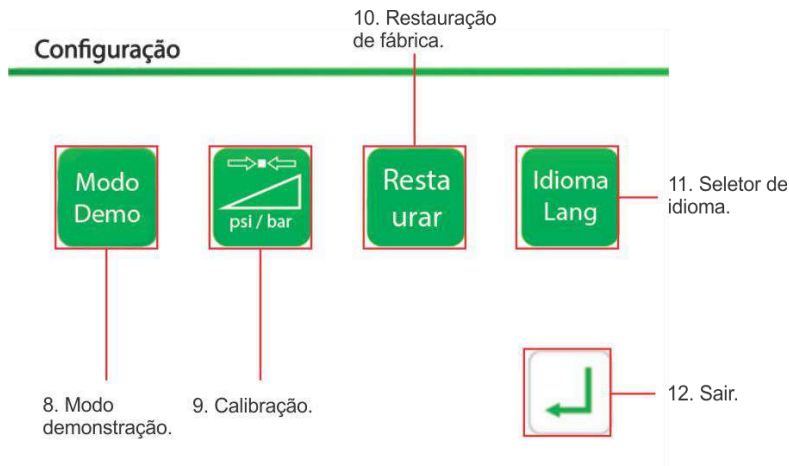 10. Restauração
de fábrica.
Configuração
Modo
Demo
psi / bar
Resta
urar
Idioma
Lang
11. Seletor de
idioma.
8. Modo
demonstração.
9. Calibração.
12. Sair.